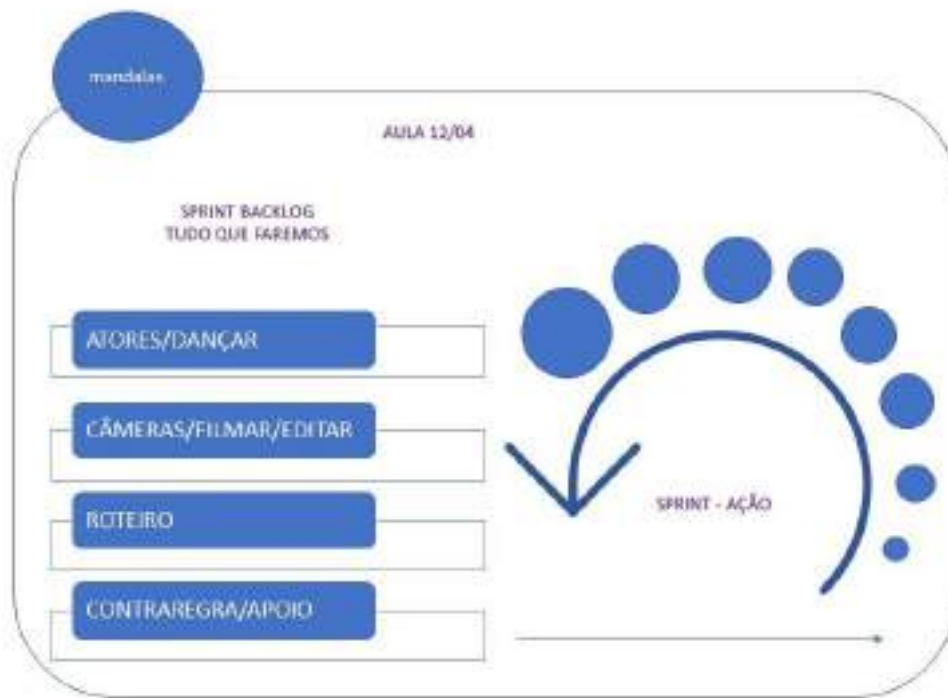 mandalas
AULA 12/04
SPRINT BACKLOG
TUDO QUE FAREMOS
ATORES/DANÇAR
CÂMERAS/FILMAR/EDITAR
ROTEIRO
CONTRAREGRA/APOIO
SPRINT - AÇÃO